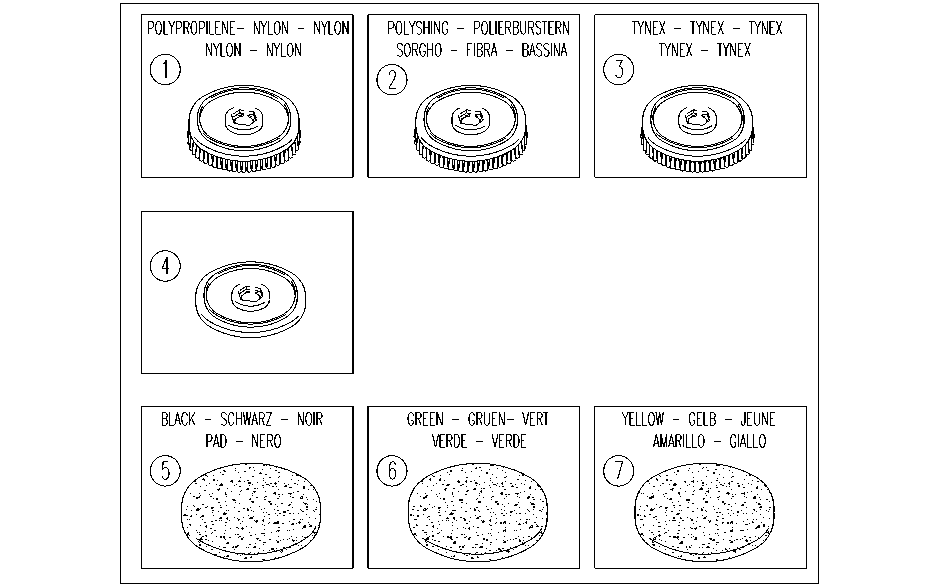 POLYPROPILENE- NYLON - NYLON
NYLON - NYLON
1
POLYSHING - POLIERBURSTERN
SORGHO - FIBRA - BASSINA
2
TYNEX - TYNEX - TYNEX
TYNEX - TYNEX
3
4
BLACK - SCHWARZ - NOIR
PAD - NERO
5
GREEN - GRUEN- VERT
VERDE - VERDE
6
YELLOW - GELB - JEUNE
AMARILLO - GIALLO
7